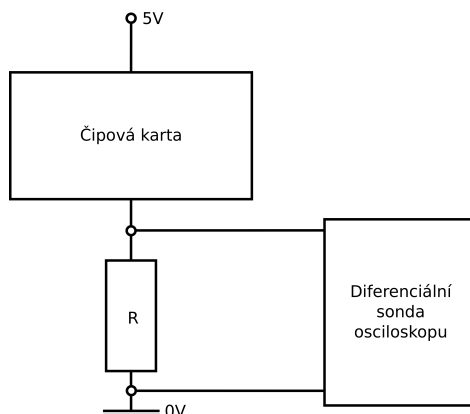 5V
Čipová karta
Diferenciální
sonda
osciloskopu
R
0V